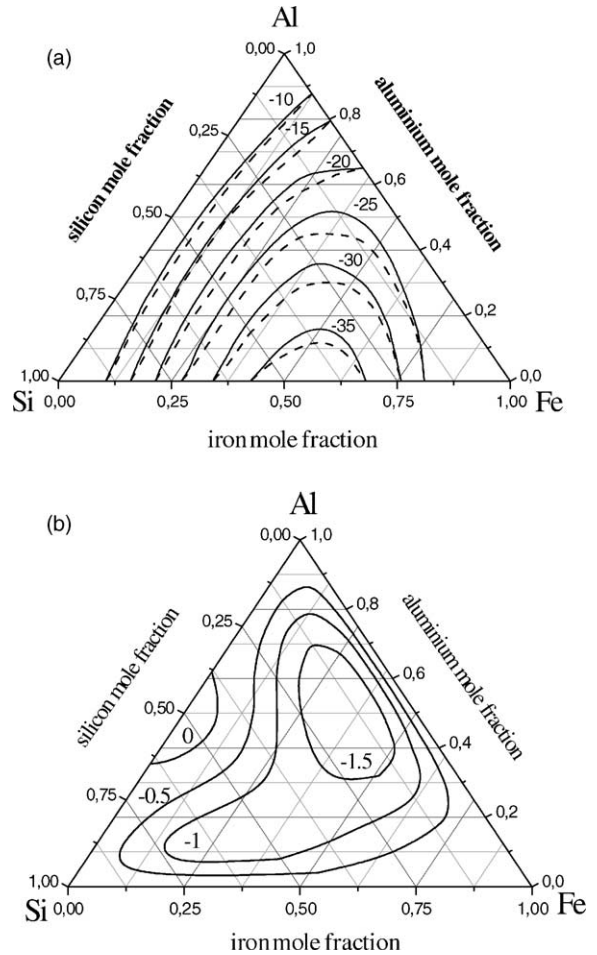 (a)
Al
0,00 1,0
silicon mole fraction
aluminium mole fraction
-10
0,25
-15
0,8
-20
0,6
0,50
-25
0,4
-30
0,75
0,2
-35
1,00
0,0
Si
0,00
0,25
0,50
0,75
1,00
Fe
iron mole fraction
(b)
Al
0,00 1,0
silicon mole fraction
aluminium mole fraction
0,25
0,8
0,6
0,50
0
-1.5
0,4
0,75
-0.5
0,2
-1
1,00
0,0
Si
0,00
0,25
0,50
0,75
1,00
Fe
iron mole fraction